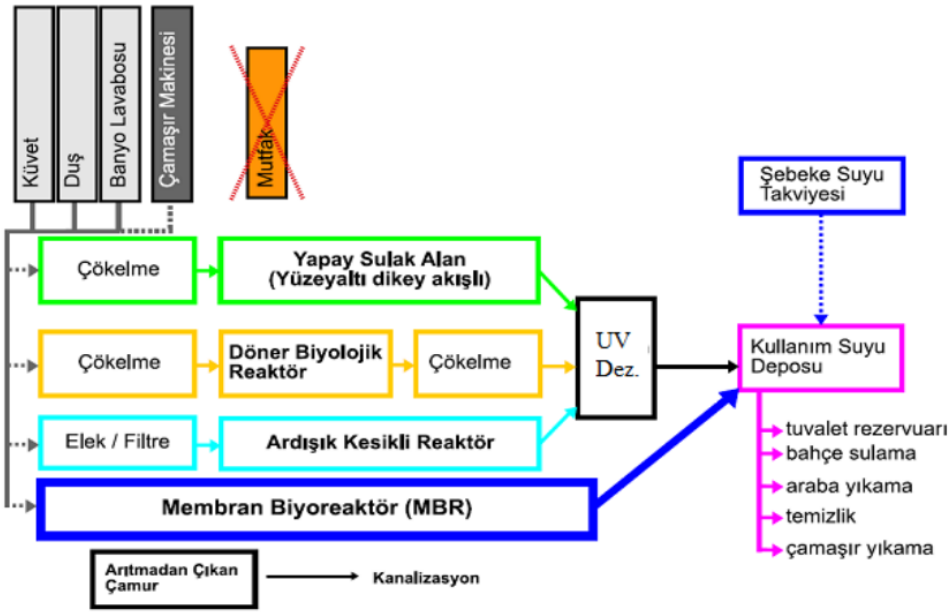 Küvet
Duş
Banyo Lavabosu
Çamaşır Makinesi
Mutfak
Şebeke Suyu
Takviyesi
Çökelme
Yapay Sulak Alan
(Yüzeyaltı dikey akışlı)
Çökelme
Döner Biyolojik
Reaktör
Çökelme
UV
Dez.
Kullanım Suyu
Deposu
Elek / Filtre
Ardışık Kesikli Reaktör
tuvalet rezervuarı
bahçe sulama
araba yıkama
temizlik
çamaşır yıkama
Membran Biyoreaktör (MBR)
Arıtmadan Çıkan
Çamur
Kanalizasyon